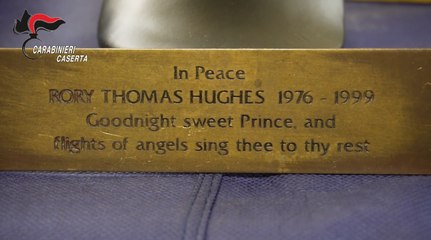 CARABINIERI
CASERTA
In Peace
RORY THOMAS HUGHES 1976 - 1999
Goodnight sweet Prince, and
flights of angels sing thee to thy rest